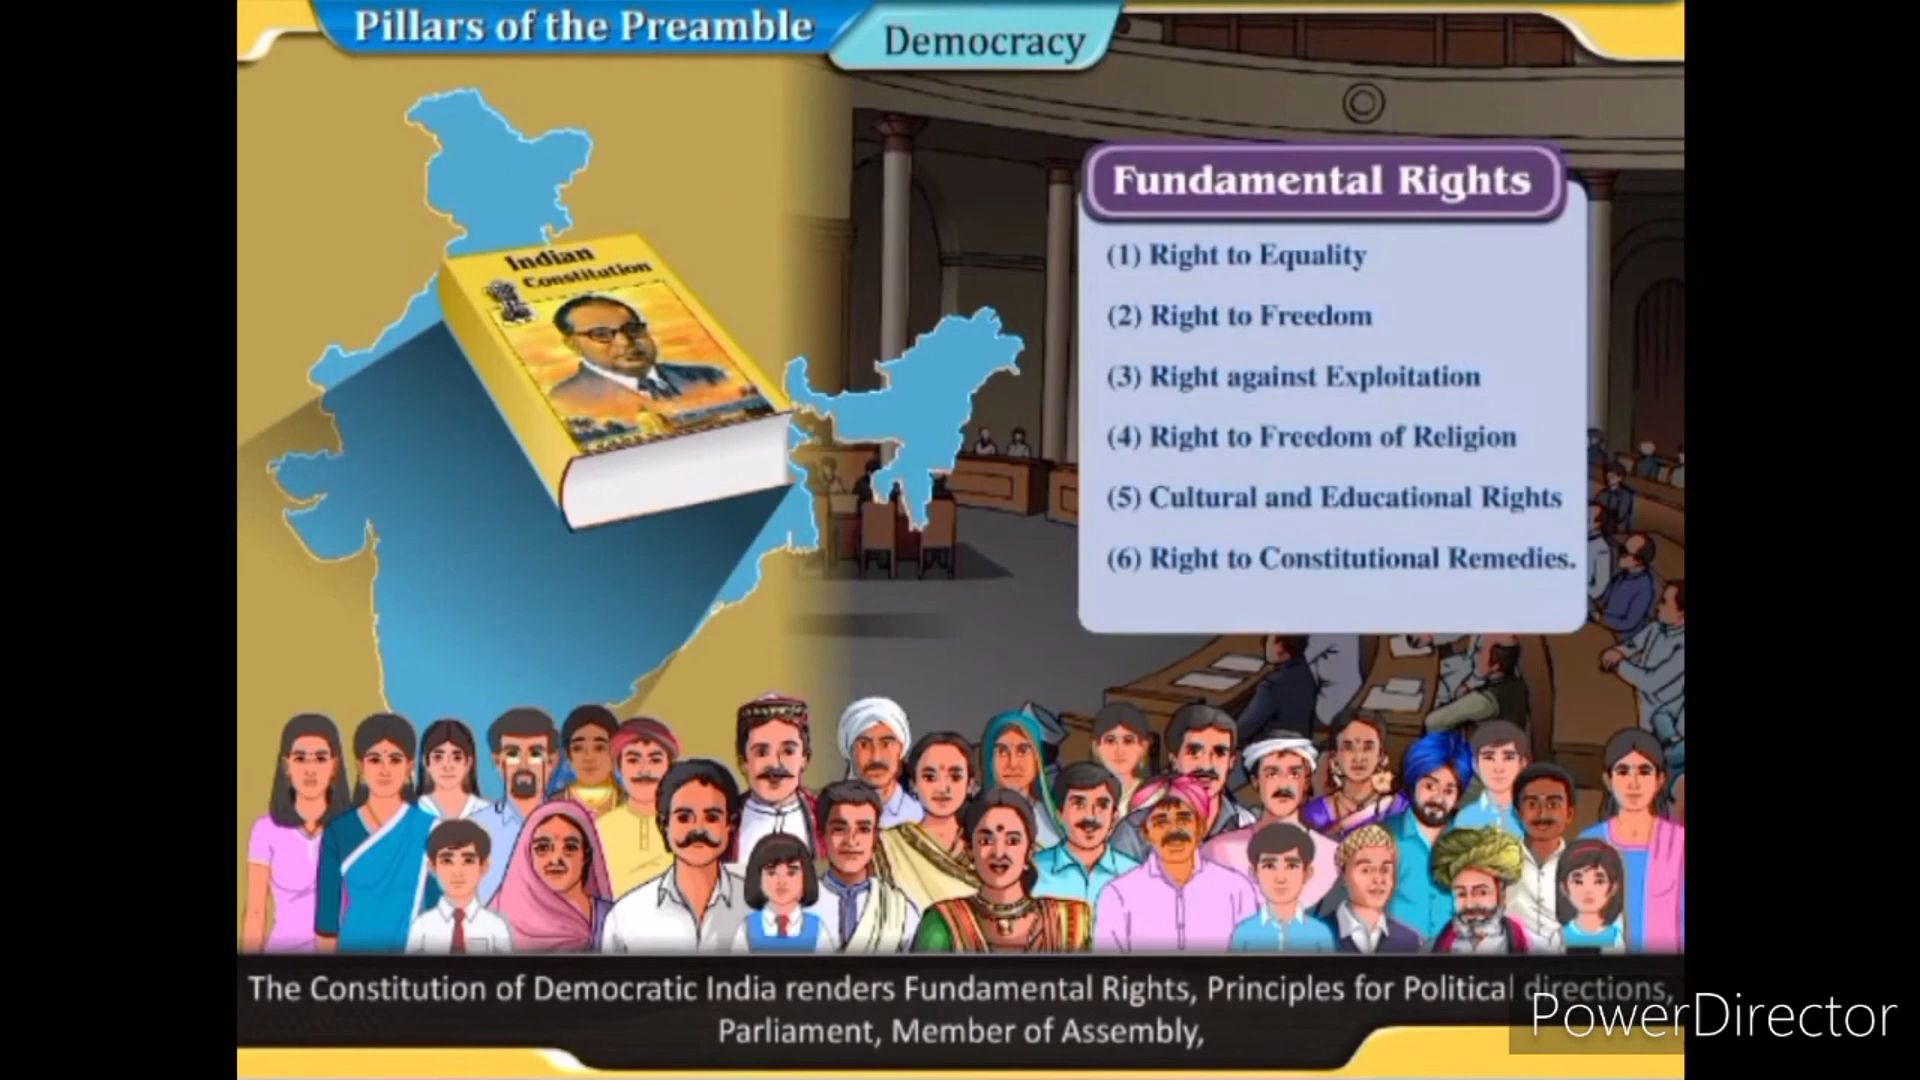 Pillars of the Preamble
Democracy
Indian
Constitution
Fundamental Rights
(1) Right to Equality
(2) Right to Freedom
(3) Right against Exploitation
(4) Right to Freedom of Religion
(5) Cultural and Educational Rights
(6) Right to Constitutional Remedies.
The Constitution of Democratic India renders Fundamental Rights, Principles for Political directions,
Parliament, Member of Assembly,
PowerDirector